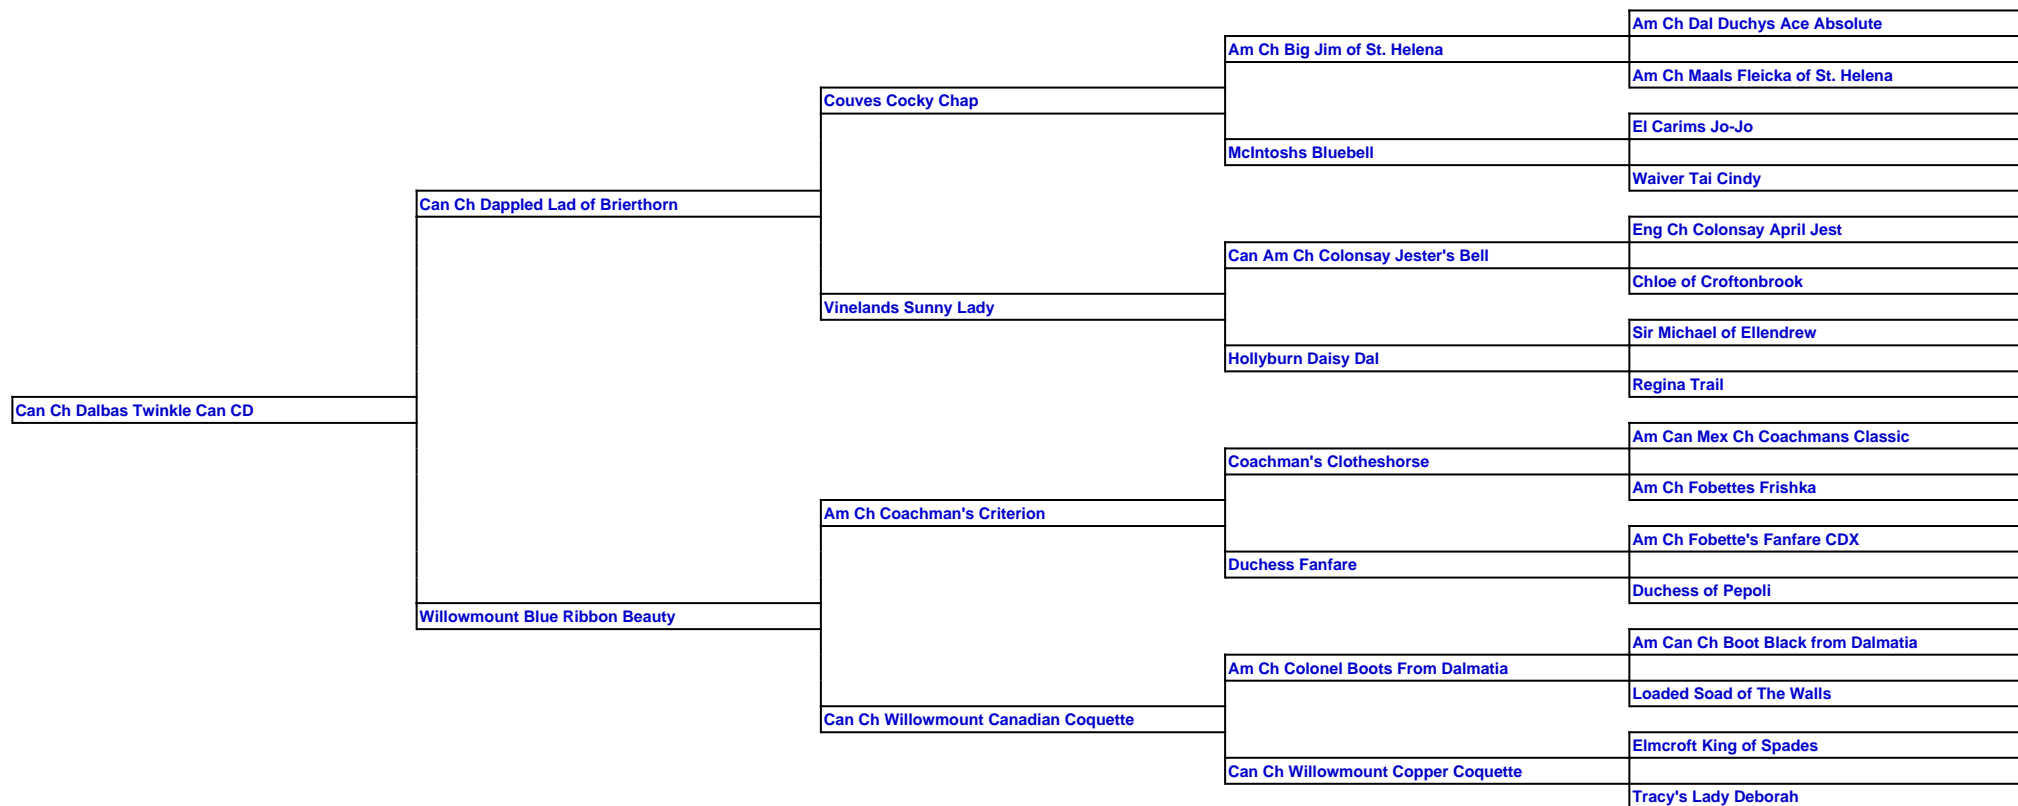 Am Ch Dal Duchys Ace Absolute
Am Ch Big Jim of St. Helena
Am Ch Maals Fleicka of St. Helena
Couves Cocky Chap
El Carims Jo-Jo
McIntoshs Bluebell
Waiver Tai Cindy
Can Ch Dappled Lad of Brierthorn
Eng Ch Colonsay April Jest
Can Am Ch Colonsay Jester's Bell
Chloe of Croftonbrook
Vinelands Sunny Lady
Sir Michael of Ellendrew
Hollyburn Daisy Dal
Regina Trail
Can Ch Dalbas Twinkle Can CD
Am Can Mex Ch Coachmans Classic
Coachman's Clotheshorse
Am Ch Fobettes Frishka
Am Ch Coachman's Criterion
Am Ch Fobette's Fanfare CDX
Duchess Fanfare
Duchess of Pepoli
Willowmount Blue Ribbon Beauty
Am Can Ch Boot Black from Dalmatia
Am Ch Colonel Boots From Dalmatia
Loaded Soad of The Walls
Can Ch Willowmount Canadian Coquette
Elmcroft King of Spades
Can Ch Willowmount Copper Coquette
Tracy's Lady Deborah